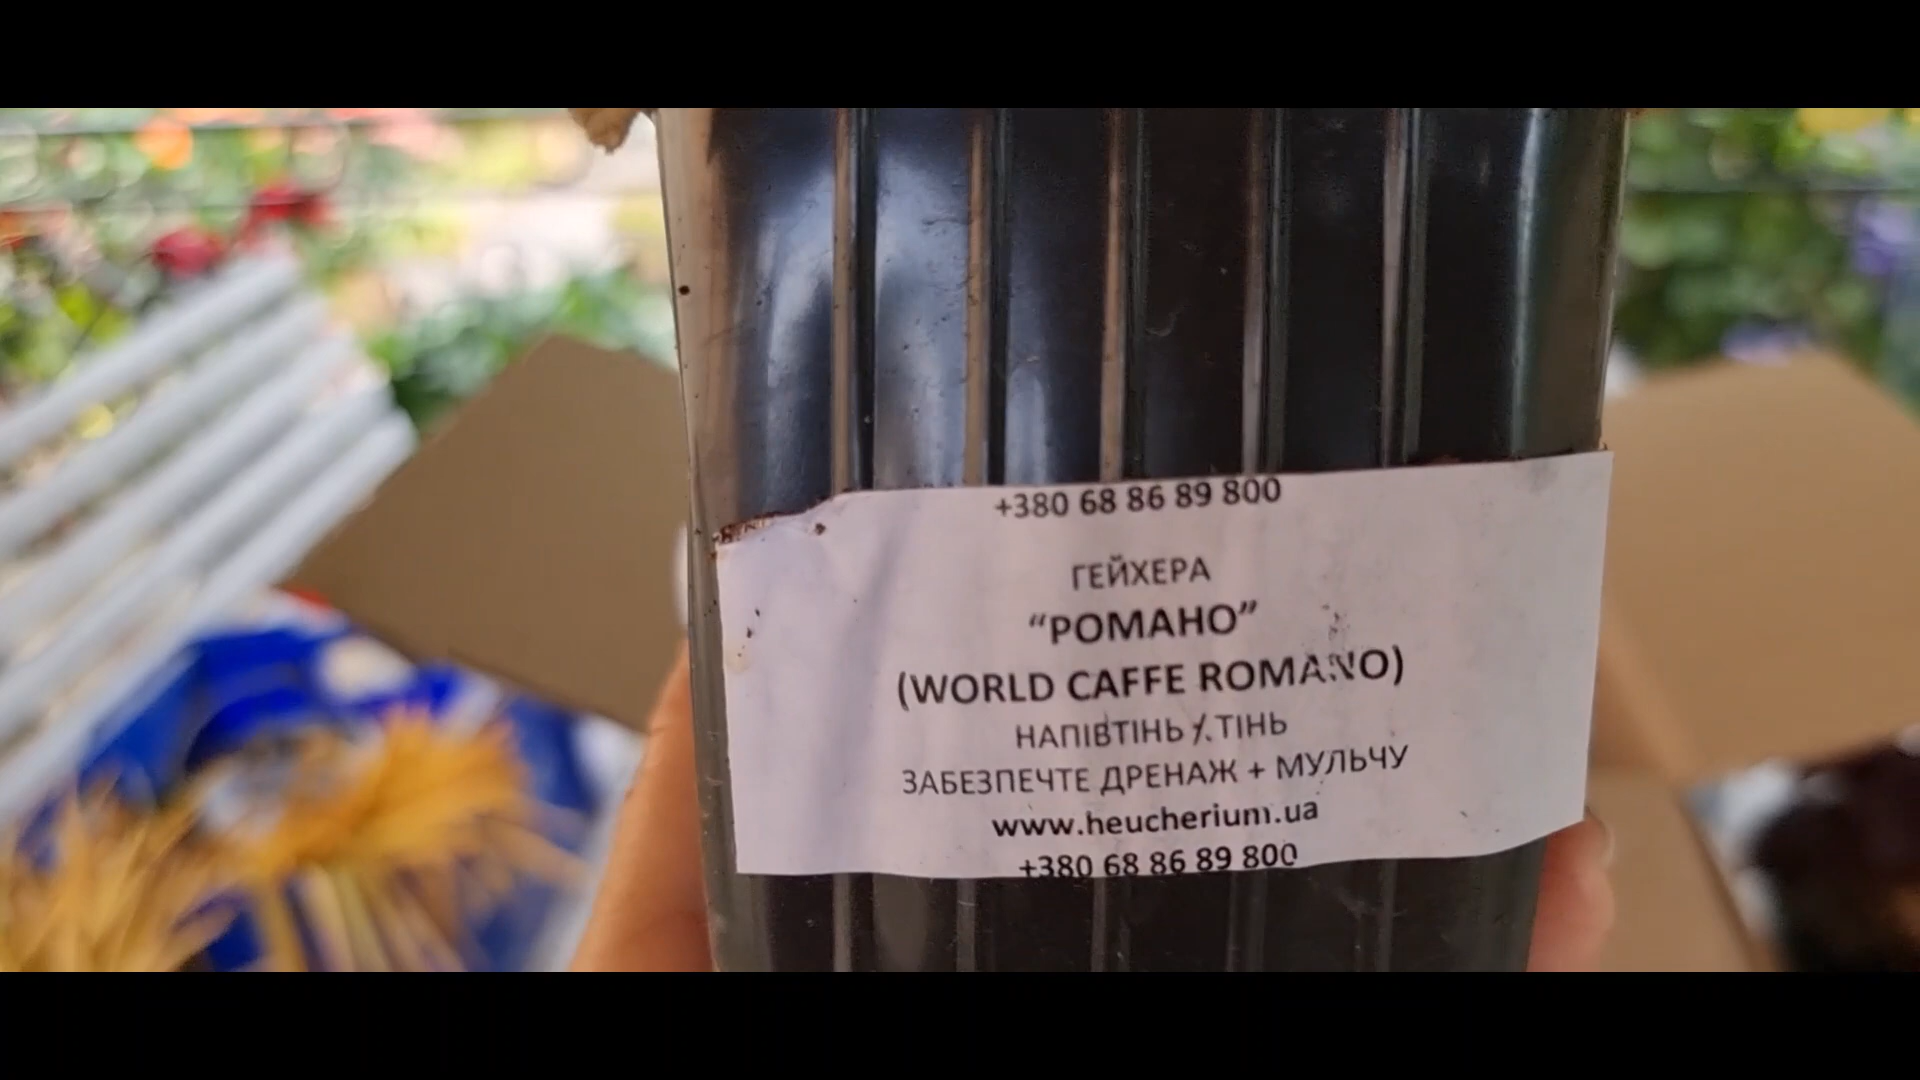 +380 68 86 89 800
ГЕЙХЕРА
“РОМАНО”
(WORLD CAFFE ROMANO)
НАПІВТІНЬ / ТІНЬ
ЗАБЕЗПЕЧТЕ ДРЕНАЖ + МУЛЬЧУ
www.heucherium.ua
+380 68 86 89 800